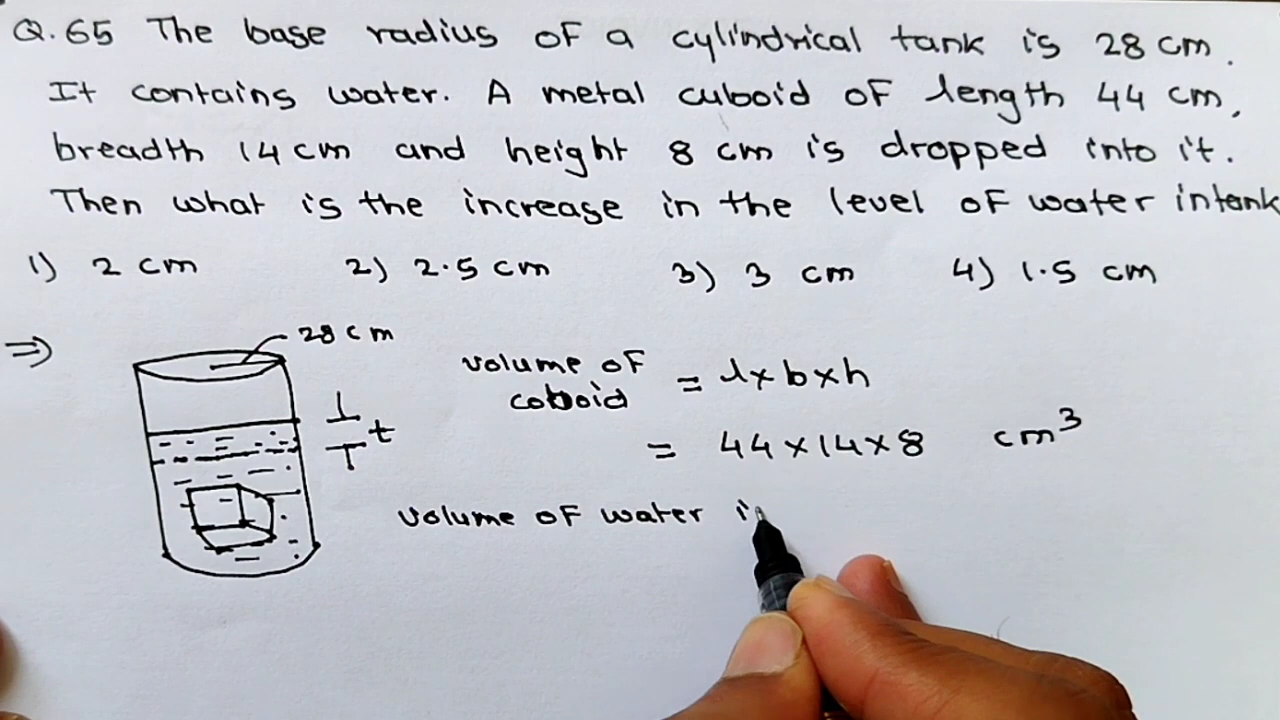 Q.65 The base radius of a cylindrical tank is 28 cm.
It contains water. A metal cuboid of length 44 cm,
breadth 14 cm and height 8 cm is dropped into it.
Then what is the increase in the level of water in tank
1) 2 cm 2) 2.5 cm 3) 3 cm 4) 1.5 cm
⇒ 28 cm
volume of
coboid = l×b×h
t = 44×14×8 cm³
volume of water i